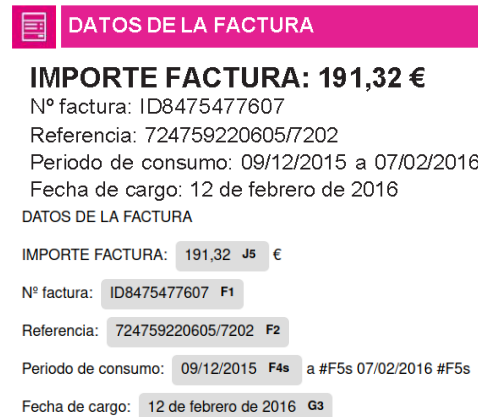 DATOS DE LA FACTURA
IMPORTE FACTURA: 191,32 €
Nº factura: ID8475477607
Referencia: 724759220605/7202
Periodo de consumo: 09/12/2015 a 07/02/2016
Fecha de cargo: 12 de febrero de 2016
DATOS DE LA FACTURA
IMPORTE FACTURA: 191,32 J5 €
Nº factura: ID8475477607 F1
Referencia: 724759220605/7202 F2
Periodo de consumo: 09/12/2015 F4s a #F5s 07/02/2016 #F5s
Fecha de cargo: 12 de febrero de 2016 G3